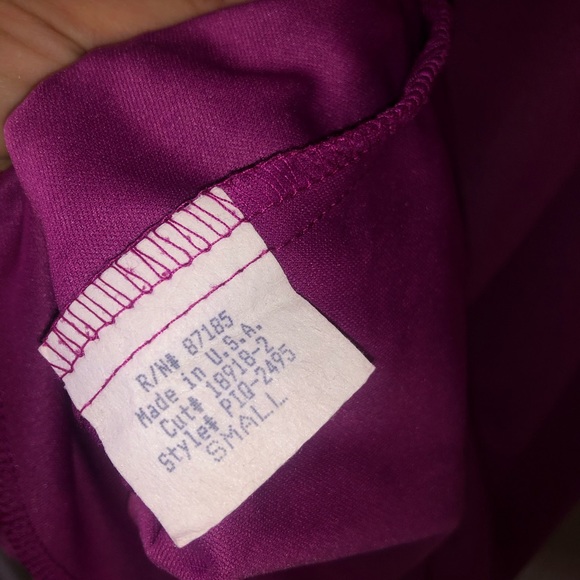 R/N# 87185
Made in U.S.A.
Cut# 18918-2
Style# PIQ-2495
SMALL